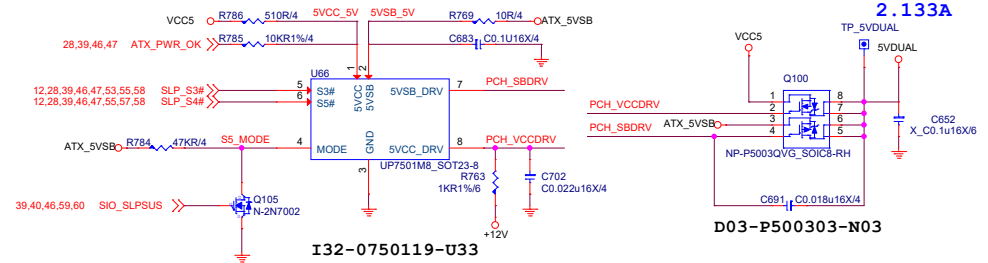 2.133A
VCC5
R786
510R/4
5VCC_5V
5VSB_5V
R769
10R/4
ATX_5VSB
28,39,46,47
ATX_PWR_OK
R785
10KR1%/4
C683
C0.1U16X/4
TP_5VDUAL
VCC5
5VDUAL
U66
1
2
12,28,39,46,47,53,55,58
SLP_S3#
5
S3#
5VCC
5VSB
5VSB_DRV
7
PCH_SBDRV
12,28,39,46,47,55,57,58
SLP_S4#
6
S5#
Q100
1
8
PCH_VCCDRV
2
7
ATX_5VSB
3
6
PCH_SBDRV
4
5
NP-P5003QVG_SOIC8-RH
C652
X_C0.1u16X/6
ATX_5VSB
R784
47KR/4
S5_MODE
4
MODE
GND
5VCC_DRV
8
PCH_VCCDRV
3
UP7501M8_SOT23-8
R763
1KR1%/6
C702
C0.022u16X/4
+12V
39,40,46,59,60
SIO_SLPSUS
Q105
N-2N7002
C691
C0.018u16X/4
I32-0750119-U33
D03-P500303-N03